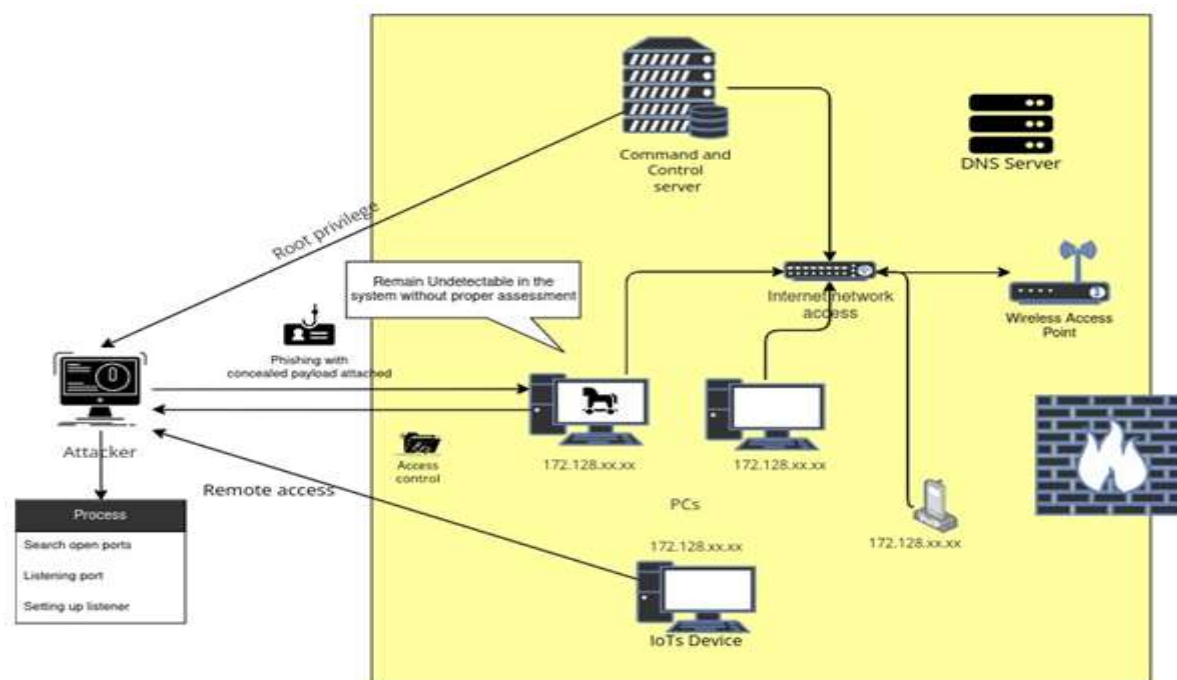 Command and
Control
server
DNS Server
Root privilege
Remain Undetectable in the
system without proper assessment
Internet network
access
Wireless Access
Point
Phishing with
concealed payload attached
Attacker
Access
control
172.128.xx.xx
172.128.xx.xx
Remote access
PCs
172.128.xx.xx
172.128.xx.xx
IoTs Device
Process
Search open ports
Listening port
Setting up listener